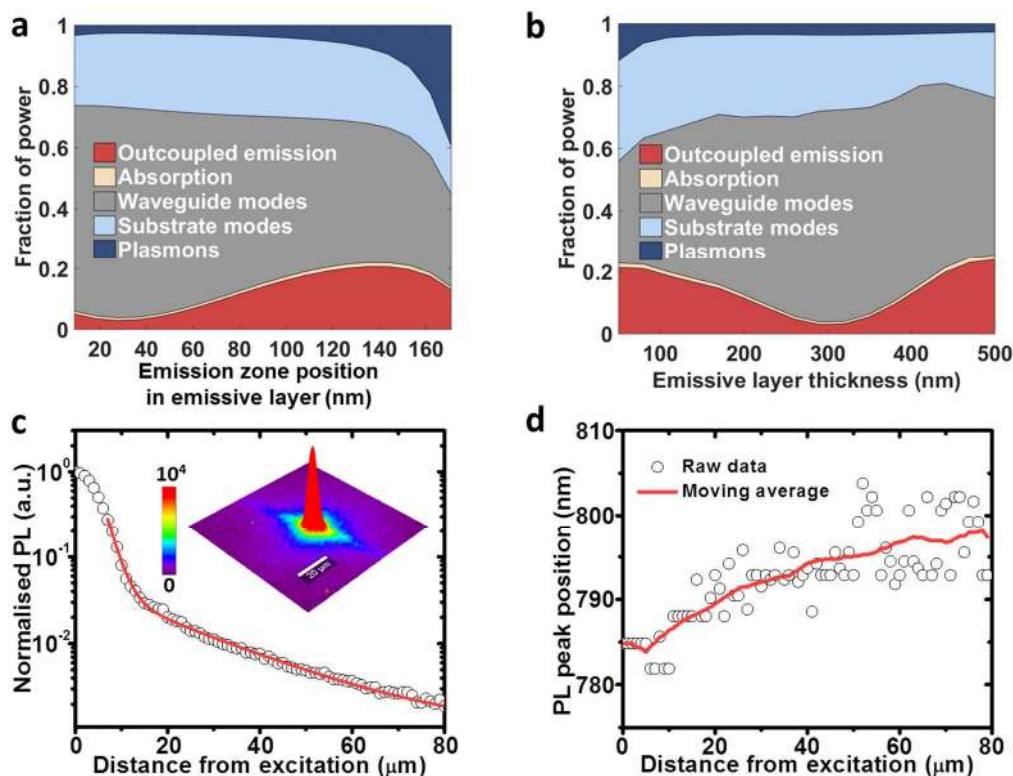 a
1
0.8
0.6
0.4
0.2
0
Fraction of power
Outcoupled emission
Absorption
Waveguide modes
Substrate modes
Plasmons
20 40 60 80 100 120 140 160
Emission zone position
in emissive layer (nm)
b
1
0.8
0.6
0.4
0.2
0
Fraction of power
Outcoupled emission
Absorption
Waveguide modes
Substrate modes
Plasmons
100 200 300 400 500
Emissive layer thickness (nm)
c
10⁰
10⁻¹
10⁻²
Normalised PL (a.u.)
10⁴
0
20 μm
0 20 40 60 80
Distance from excitation (μm)
d
810
800
790
780
PL peak position (nm)
Raw data
Moving average
0 20 40 60 80
Distance from excitation (μm)